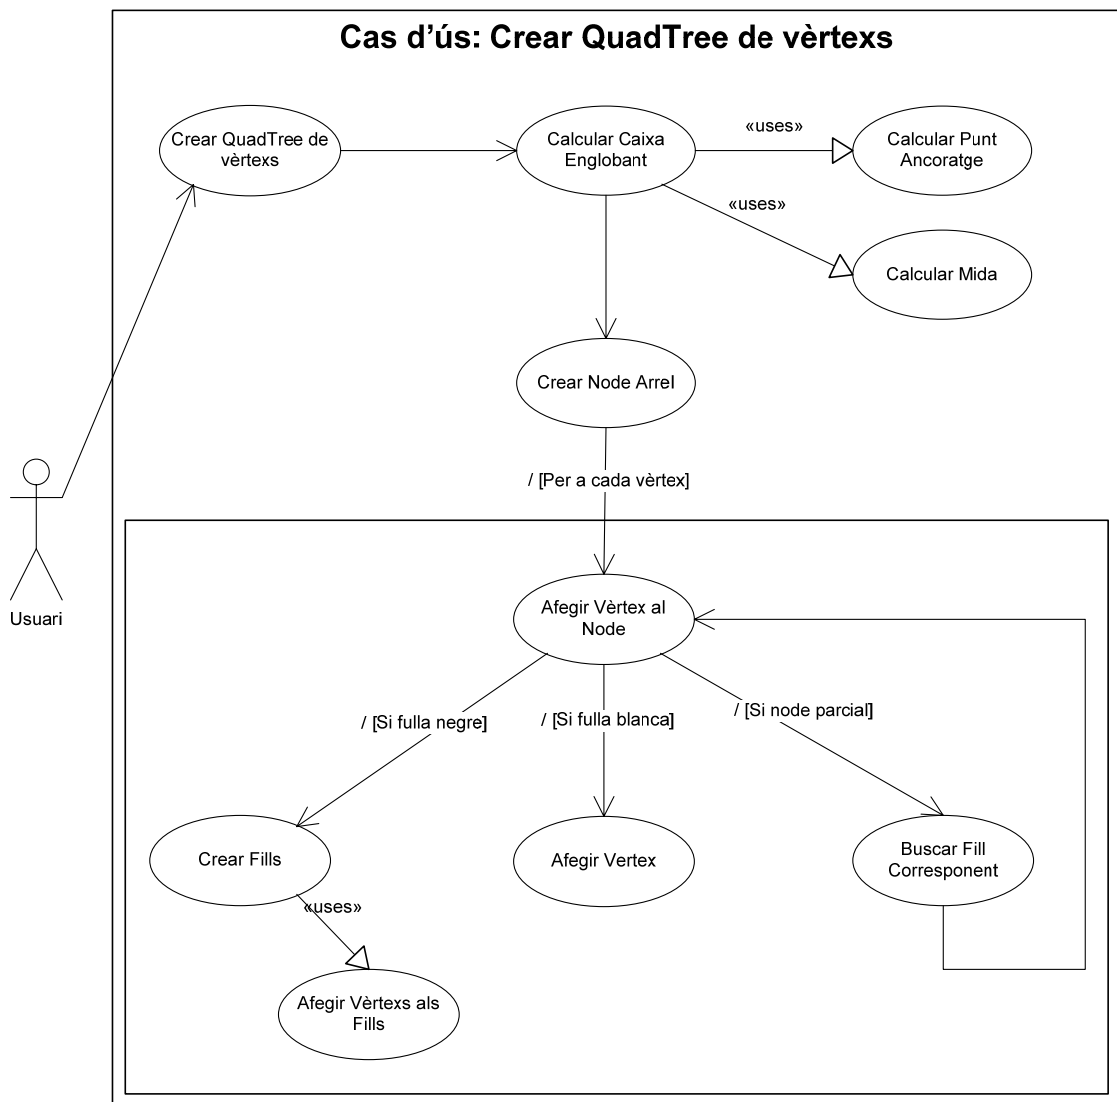 Cas d’ús: Crear QuadTree de vèrtexs
Crear QuadTree de
vèrtexs
Calcular Caixa
Englobant
«uses»
Calcular Punt
Ancoratge
«uses»
Calcular Mida
Crear Node Arrel
/ [Per a cada vèrtex]
Usuari
Afegir Vèrtex al
Node
/ [Si fulla negre]
/ [Si fulla blanca]
/ [Si node parcial]
Crear Fills
Afegir Vertex
Buscar Fill
Corresponent
«uses»
Afegir Vèrtexs als
Fills